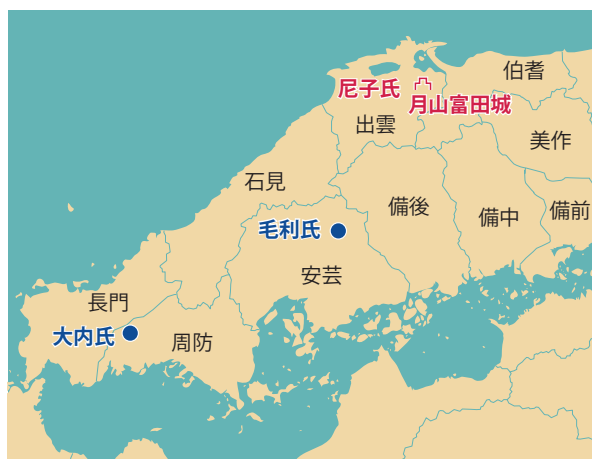 伯耆
尼子氏
月山富田城
出雲
美作
石見
備後
備中
備前
毛利氏
安芸
長門
大内氏
周防